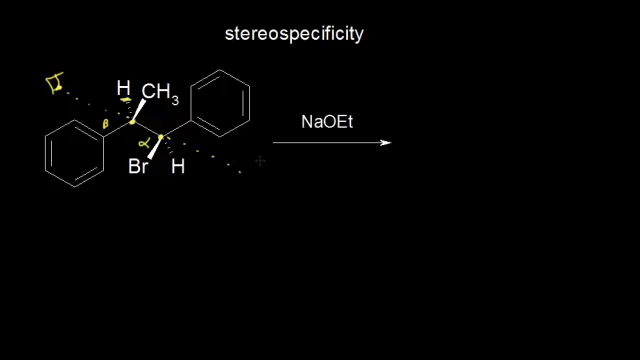 stereospecificity
H
CH3
NaOEt
β
α
Br
H